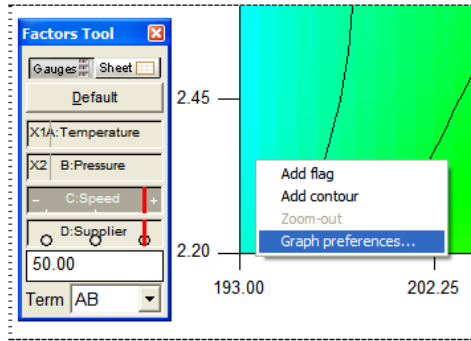 Factors Tool
Gauges Sheet
Default
X1 A:Temperature
X2 B:Pressure
– C:Speed +
D:Supplier
50.00
Term AB
2.45
2.20
193.00 202.25
Add flag
Add contour
Zoom-out
Graph preferences...